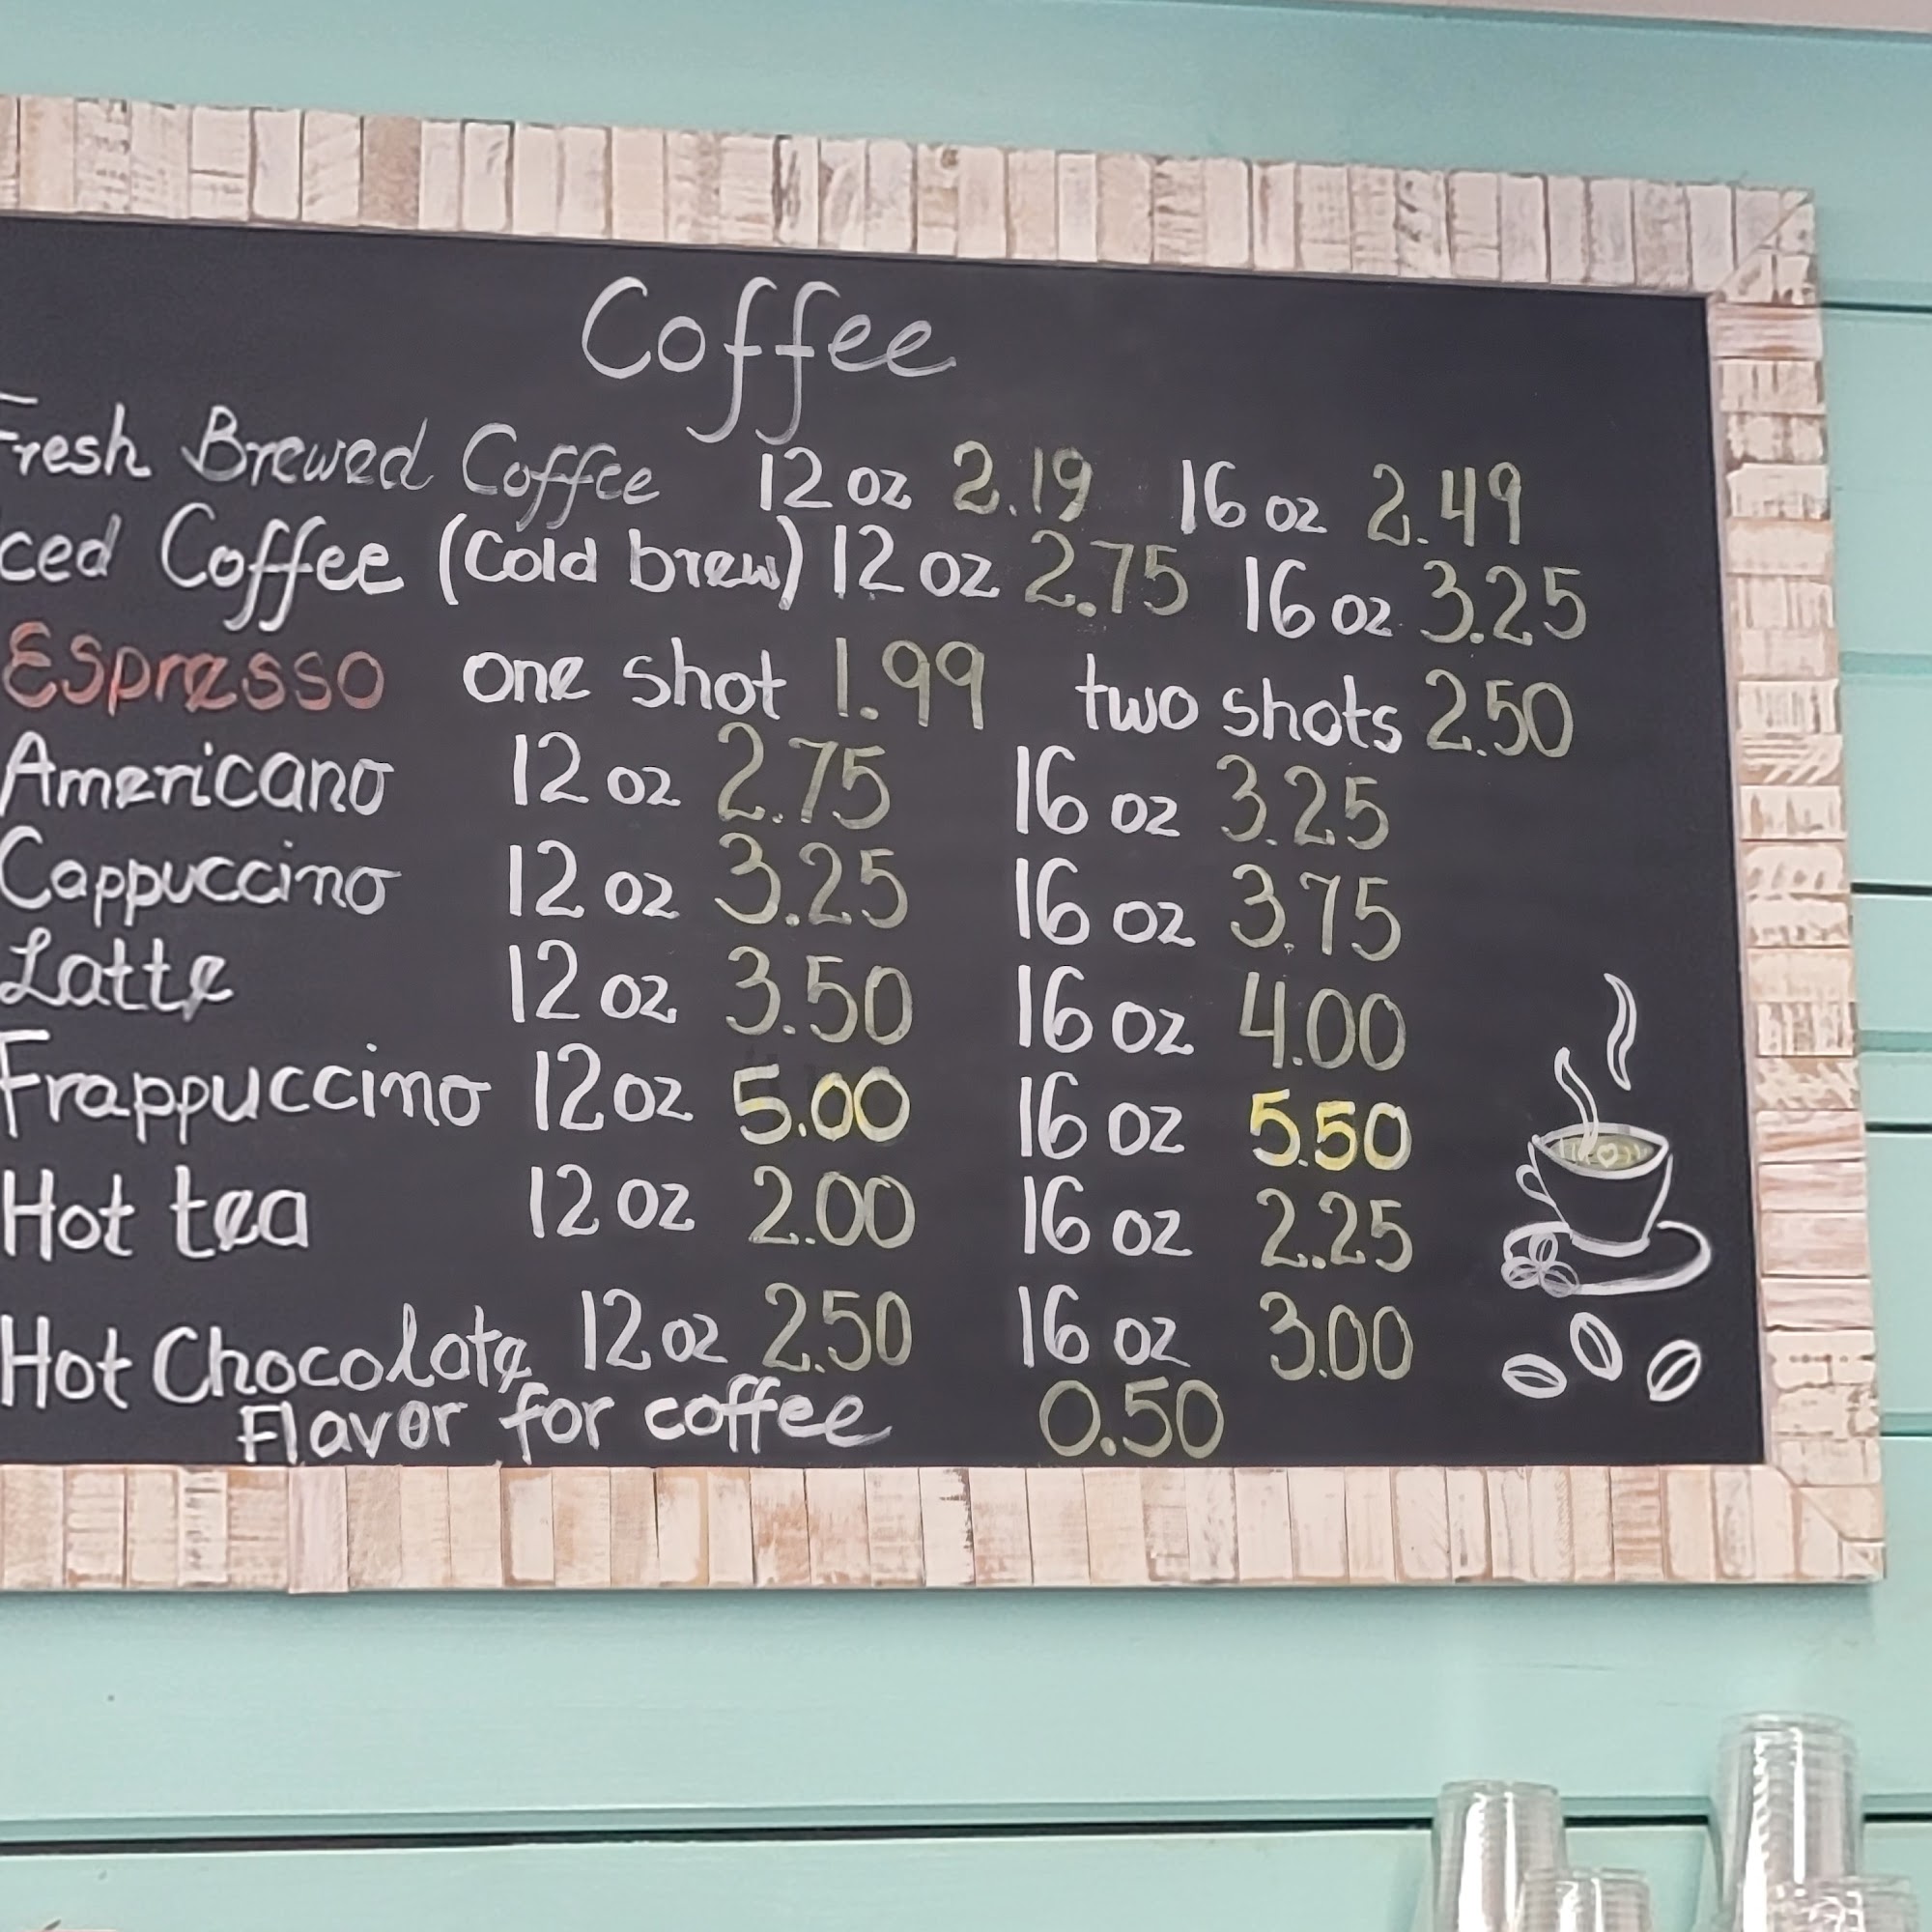 Coffee
Fresh Brewed Coffee 12 oz 2.19 16 oz 2.49
ced Coffee (Cold brew) 12 oz 2.75 16 oz 3.25
Espresso one shot 1.99 two shots 2.50
Americano 12 oz 2.75 16 oz 3.25
Cappuccino 12 oz 3.25 16 oz 3.75
Latte 12 oz 3.50 16 oz 4.00
Frappuccino 12 oz 5.00 16 oz 5.50
Hot tea 12 oz 2.00 16 oz 2.25
Hot Chocolate 12 oz 2.50 16 oz 3.00
Flavor for coffee 0.50